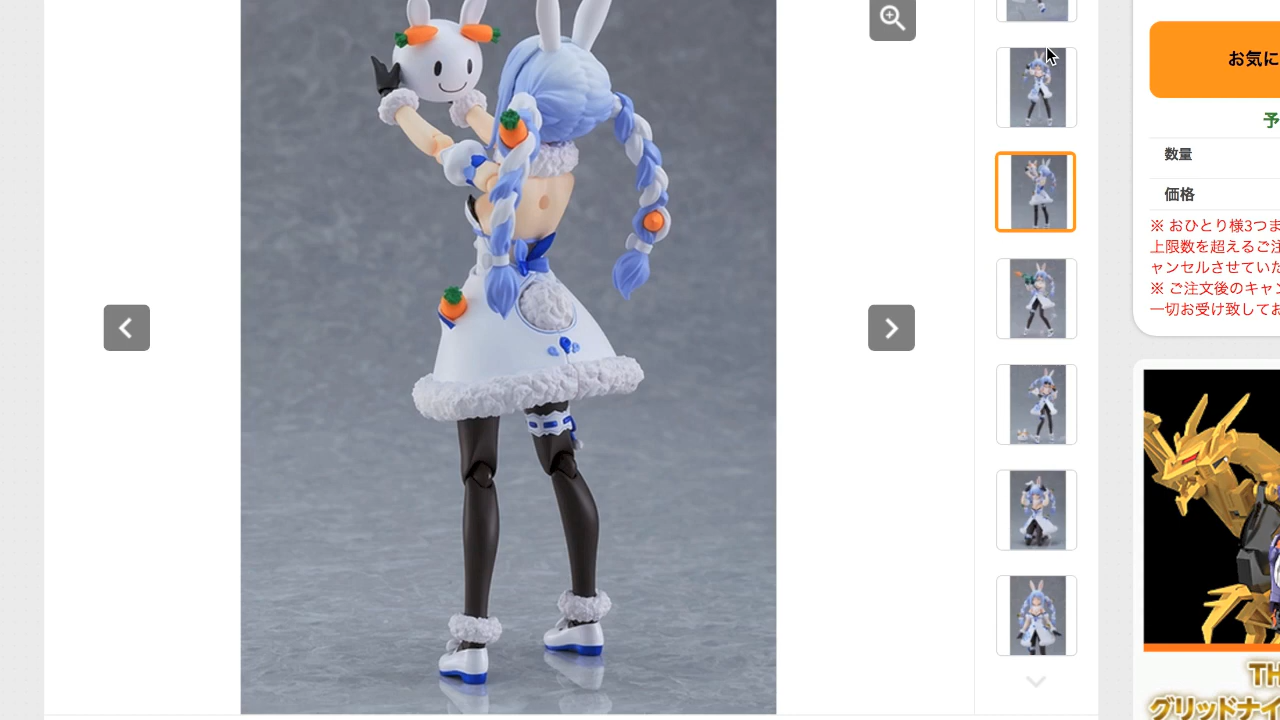 お気に
予
数量
価格
※ おひとり様3つま
上限数を超えるご注
ャンセルさせていた
※ ご注文後のキャン
一切お受け致してお
TH
グリッドナイ